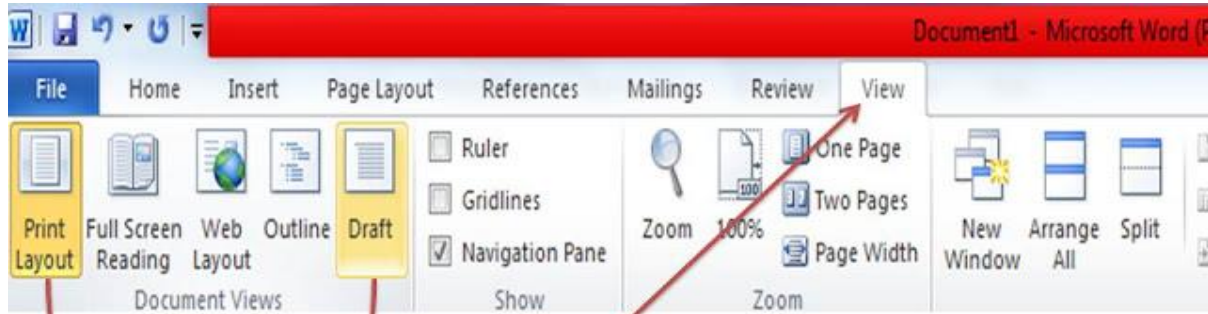 W
Document1 - Microsoft Word (P
File Home Insert Page Layout References Mailings Review View
Print Layout
Full Screen Reading
Web Layout
Outline
Draft
Document Views
Ruler
Gridlines
Navigation Pane
Show
Zoom
100
100%
One Page
Two Pages
Page Width
Zoom
New Window
Arrange All
Split